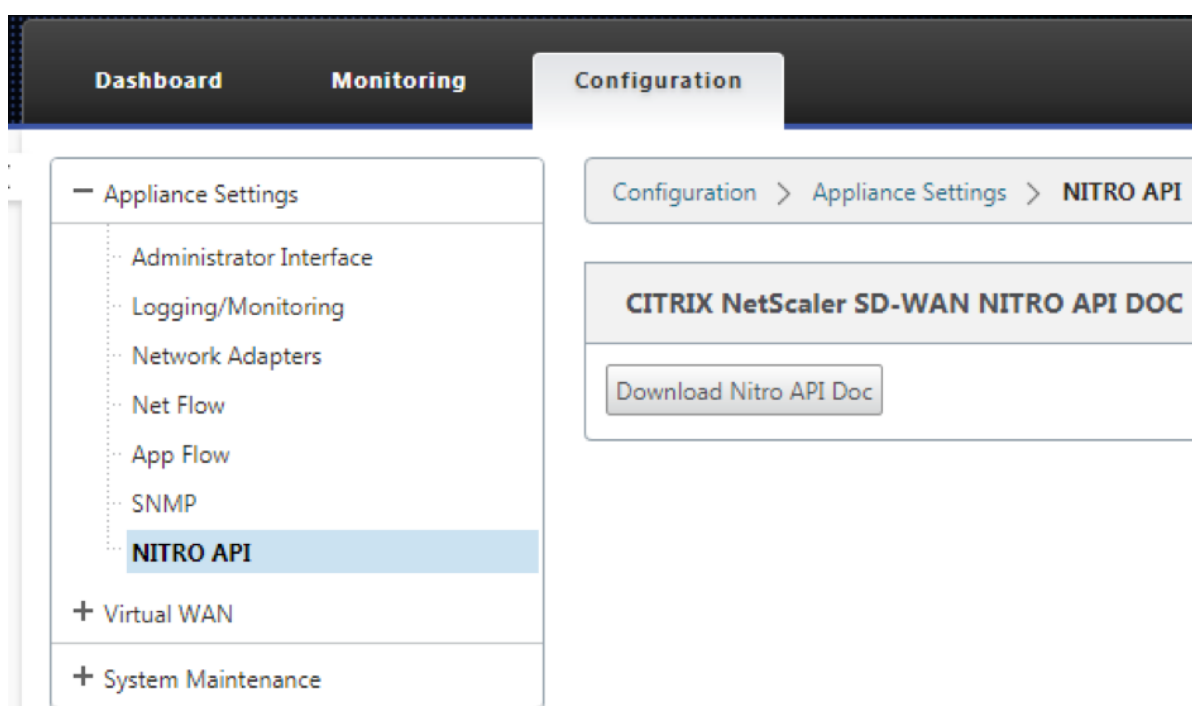 Dashboard Monitoring Configuration
Appliance Settings
Administrator Interface
Logging/Monitoring
Network Adapters
Net Flow
App Flow
SNMP
NITRO API
Virtual WAN
System Maintenance
Configuration > Appliance Settings > NITRO API
CITRIX NetScaler SD-WAN NITRO API DOC
Download Nitro API Doc